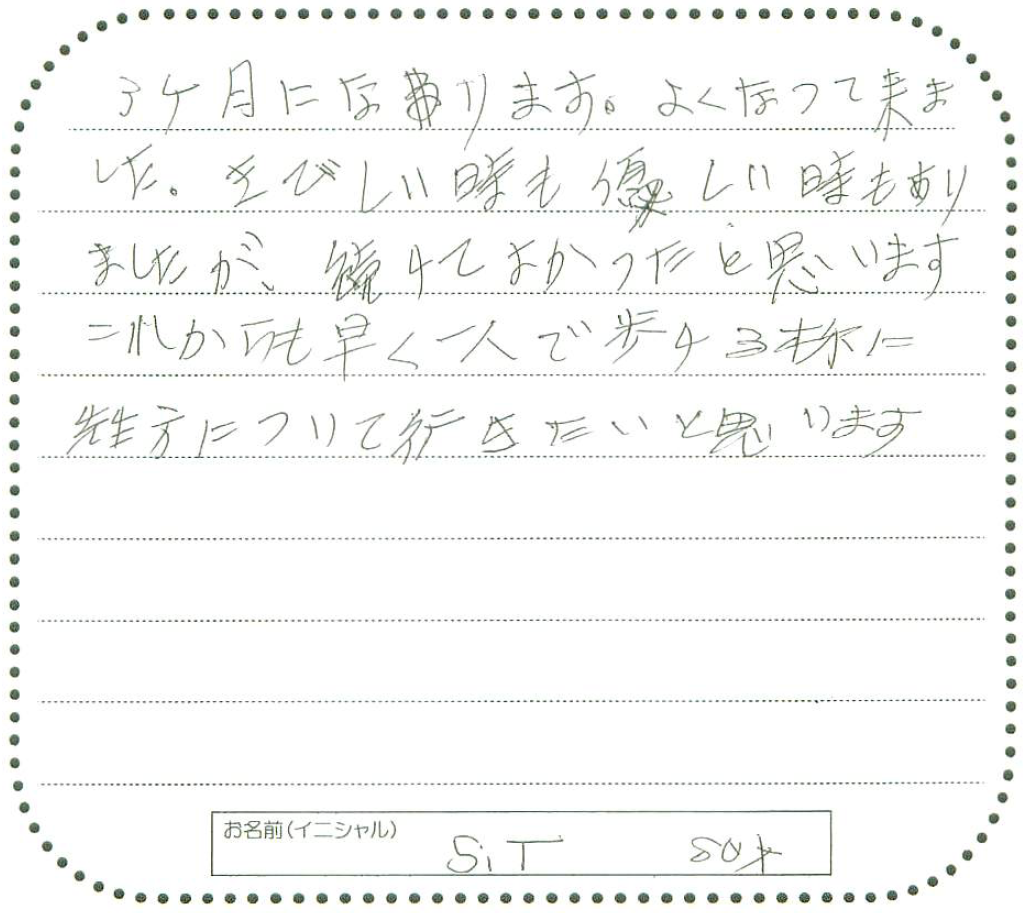 3ケ月になります。よくなって来ま
した。きびしい時も優しい時もあり
ましたが、続けてよかったと思います
これからも早く一人で歩ける様に
先生方について行きたいと思います
お名前(イニシャル)
S.T 80才